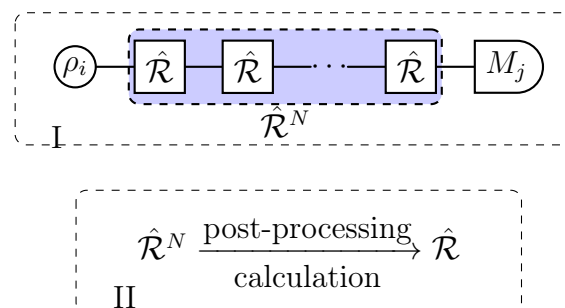 ρ_i R̂ R̂ ··· R̂ M_j
R̂^N
I
R̂^N post-processing R̂
calculation
II